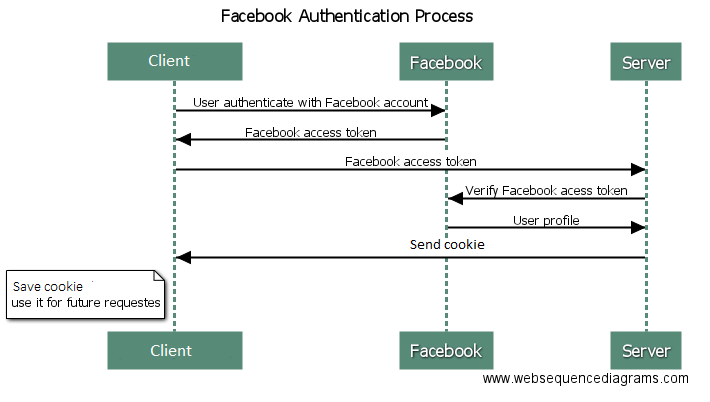 Facebook Authentication Process
Client
Facebook
Server
User authenticate with Facebook account
Facebook access token
Facebook access token
Verify Facebook acess token
User profile
Send cookie
Save cookie
use it for future requestes
Client
Facebook
Server
www.websequencediagrams.com